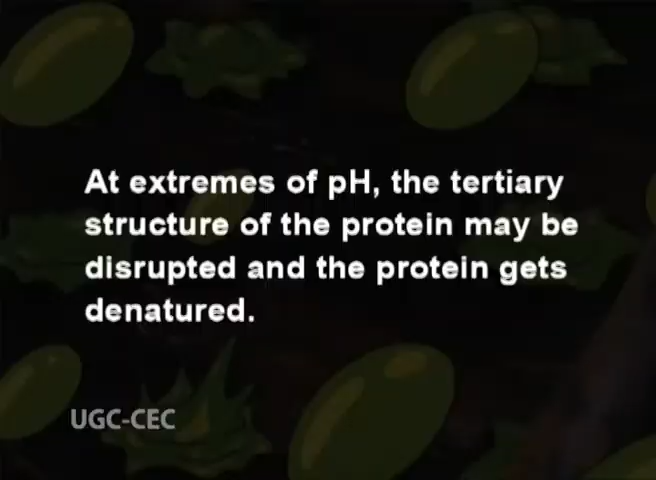 At extremes of pH, the tertiary
structure of the protein may be
disrupted and the protein gets
denatured.
UGC-CEC